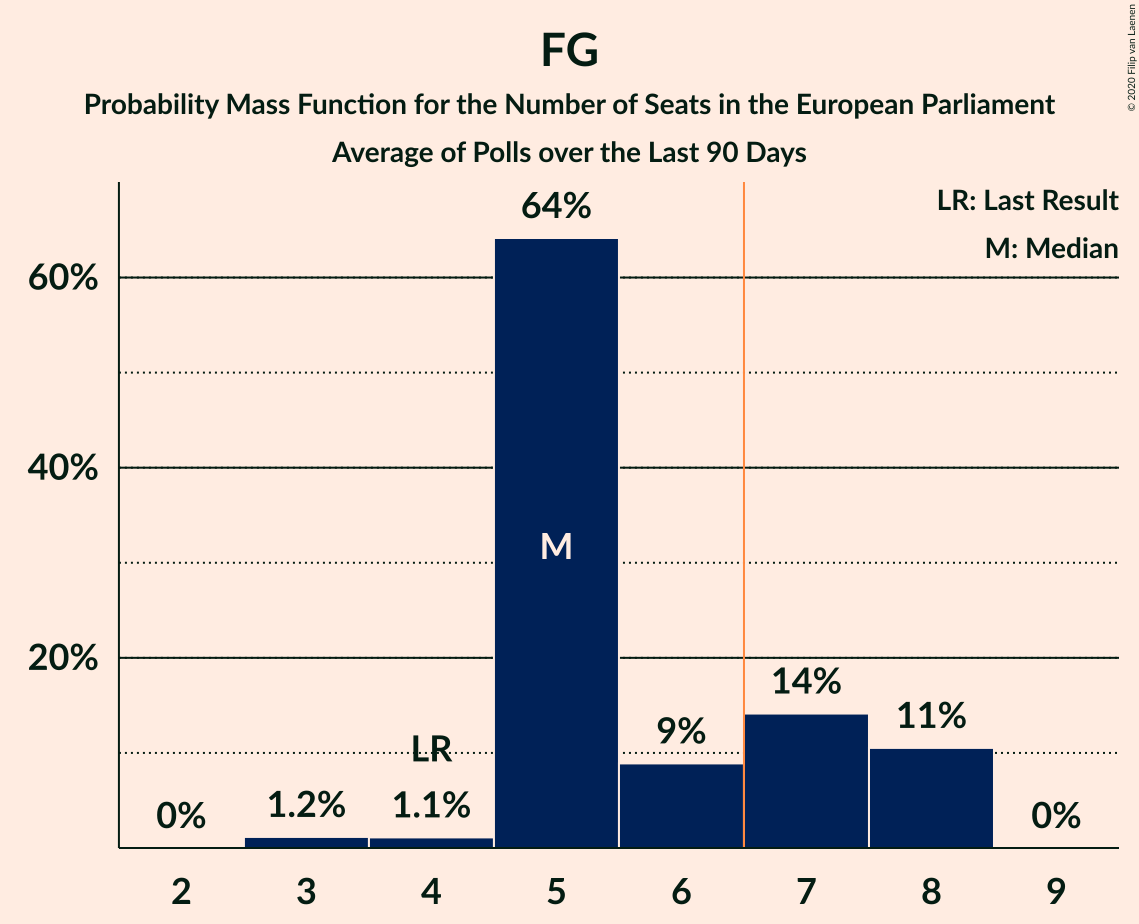 FG
Probability Mass Function for the Number of Seats in the European Parliament
Average of Polls over the Last 90 Days
© 2020 Filip van Laenen
LR: Last Result
M: Median
64%
60%
40%
M
20%
14%
11%
9%
LR
1.2%
1.1%
0%
0%
2 3 4 5 6 7 8 9